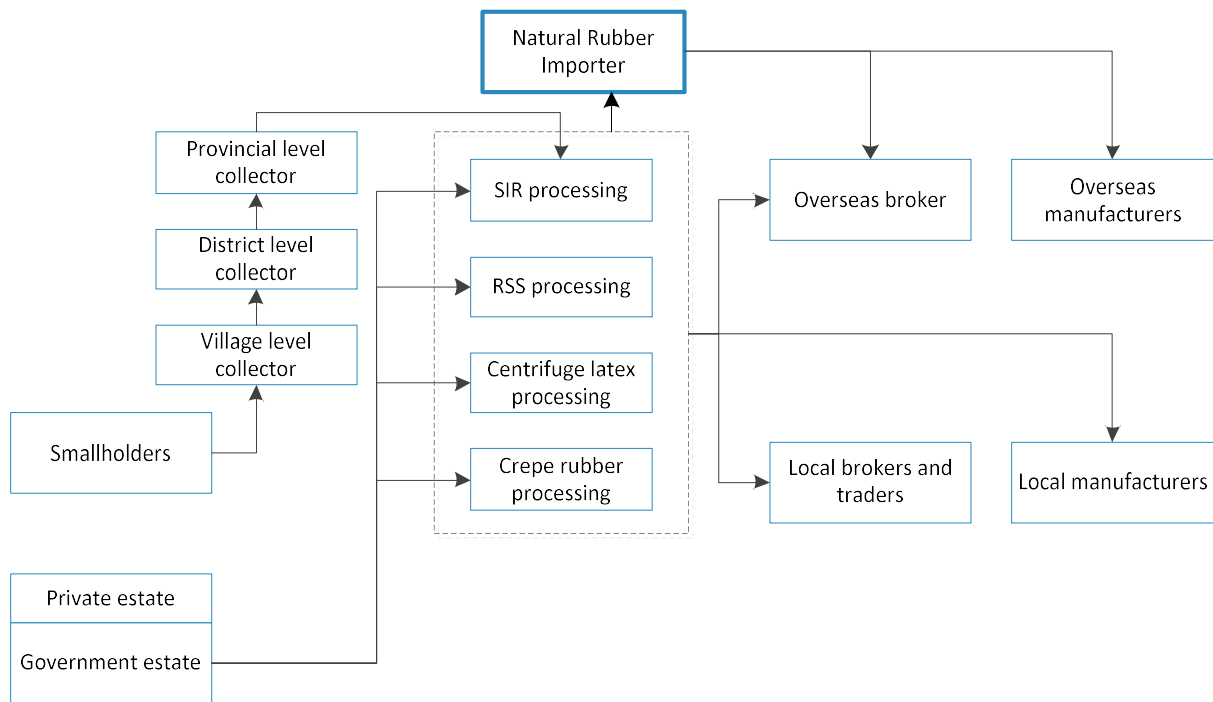 Natural Rubber
Importer
Provincial level
collector
SIR processing
Overseas broker
Overseas
manufacturers
District level
collector
RSS processing
Village level
collector
Centrifuge latex
processing
Smallholders
Crepe rubber
processing
Local brokers and
traders
Local manufacturers
Private estate
Government estate